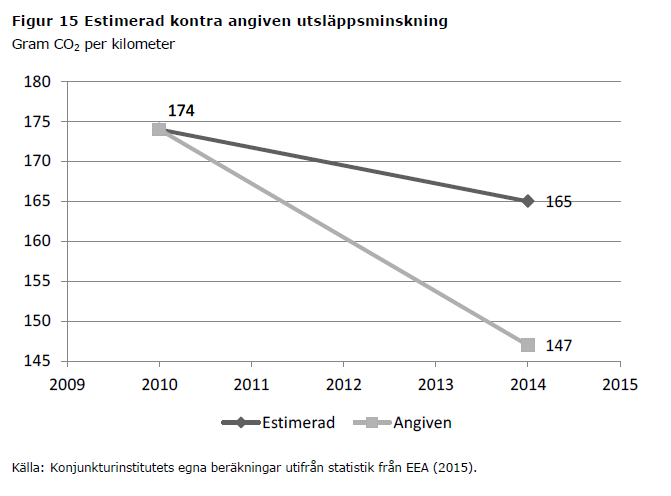 Figur 15 Estimerad kontra angiven utsläppsminskning
Gram CO₂ per kilometer
180
174
175
170
165
165
160
155
150
147
145
2009 2010 2011 2012 2013 2014 2015
Estimerad Angiven
Källa: Konjunkturinstitutets egna beräkningar utifrån statistik från EEA (2015).